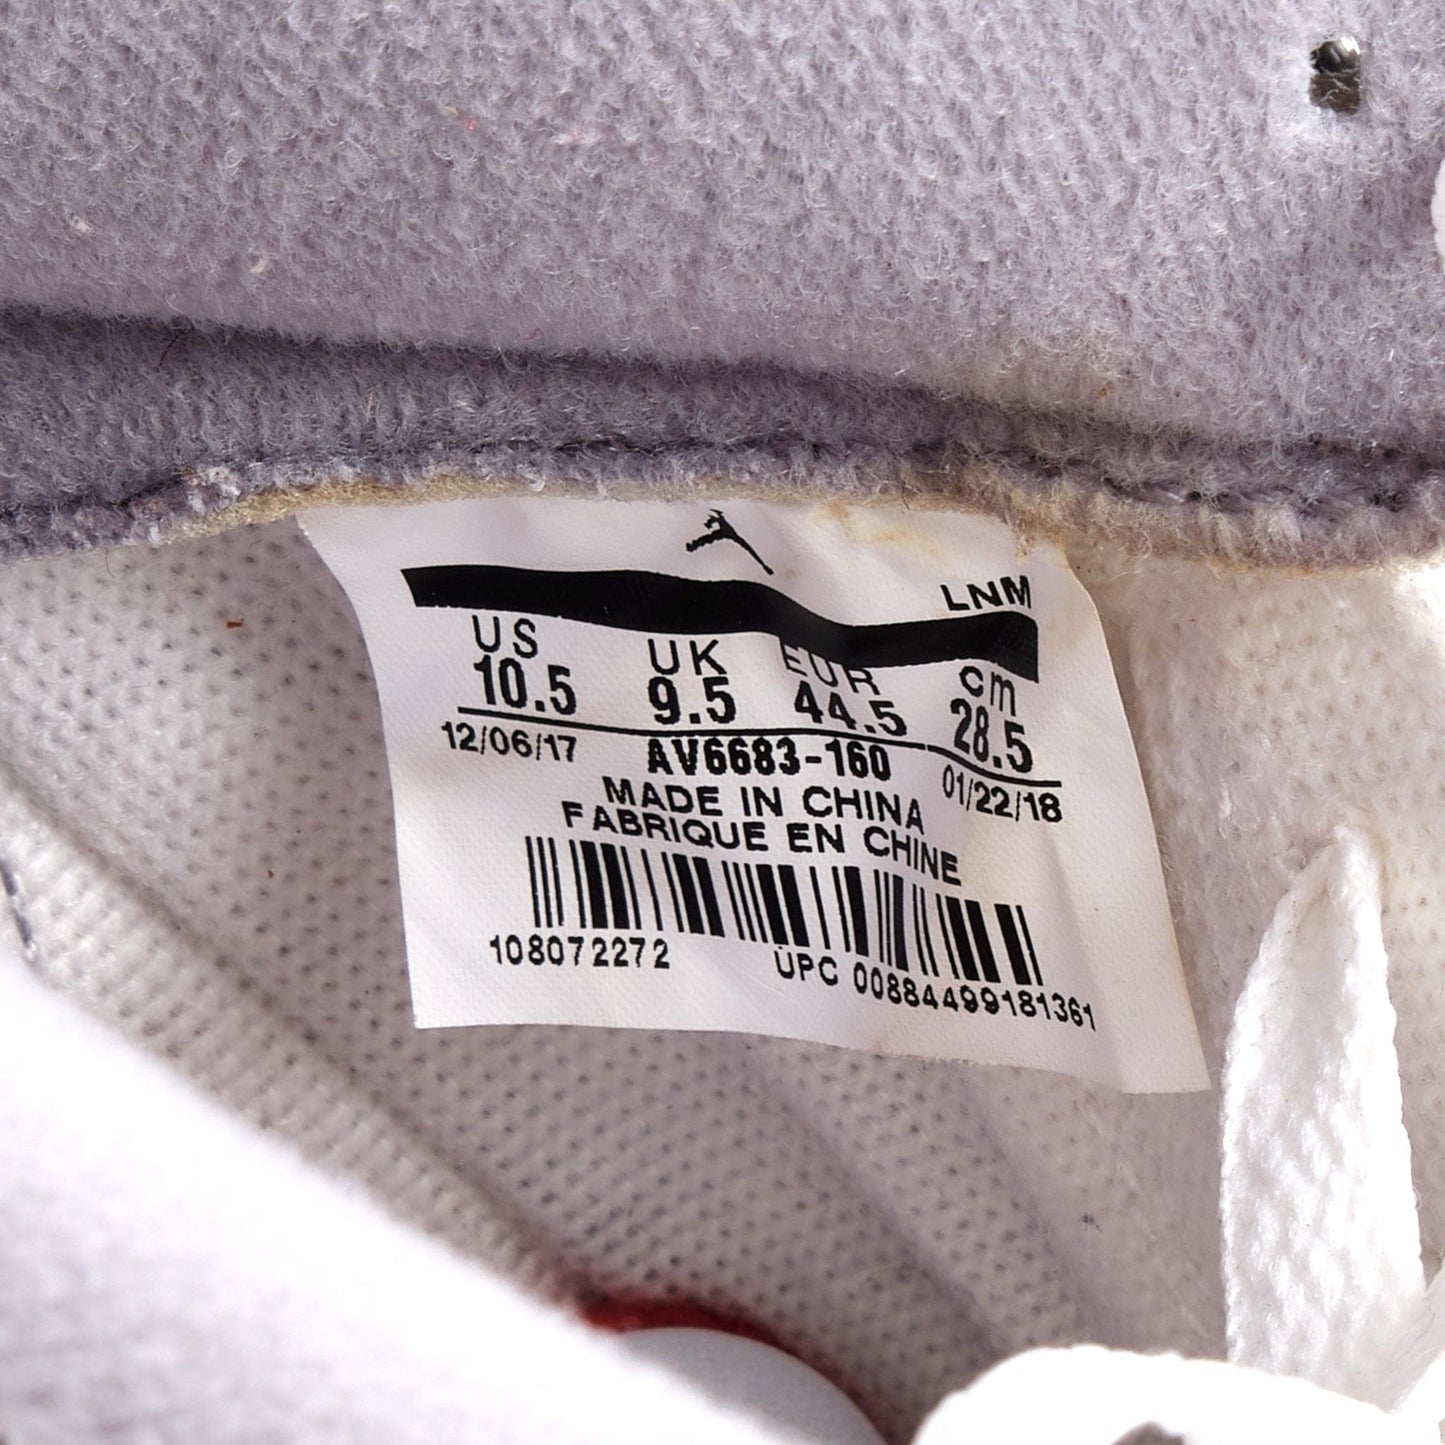 LNM
US UK EUR cm
10.5 9.5 44.5 28.5
12/06/17 AV6683-160 01/22/18
MADE IN CHINA
FABRIQUE EN CHINE
108072272 UPC 00884499181361